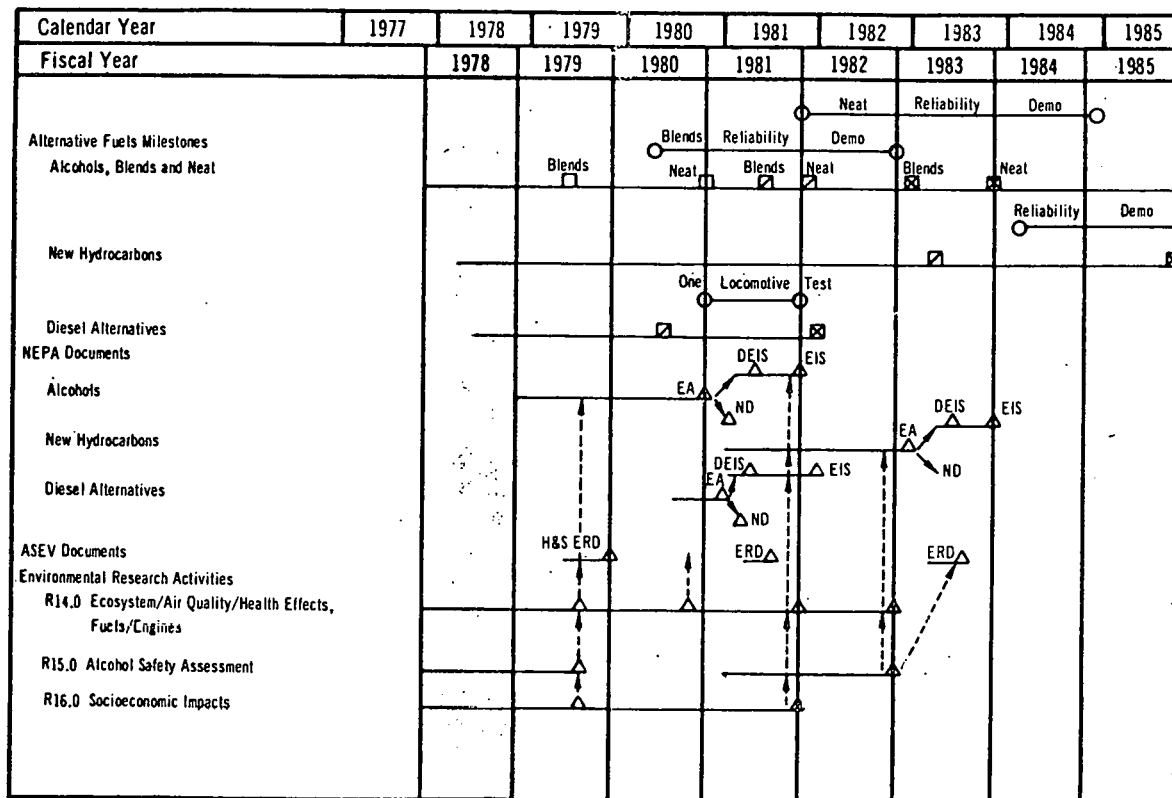 Calendar Year 1977 1978 1979 1980 1981 1982 1983 1984 1985
Fiscal Year 1978 1979 1980 1981 1982 1983 1984 1985
Neat Reliability Demo
Alternative Fuels Milestones
Blends Reliability Demo
Alcohols, Blends and Neat
Blends Neat Blends Neat Blends Neat
Reliability Demo
New Hydrocarbons
One Locomotive Test
Diesel Alternatives
NEPA Documents
DEIS EIS
Alcohols
EA
ND
DEIS EIS
New Hydrocarbons
EA
ND
DEIS EIS
Diesel Alternatives
EA
ND
ASEV Documents
H&S ERD ERD ERD
Environmental Research Activities
R14.0 Ecosystem/Air Quality/Health Effects,
Fuels/Engines
R15.0 Alcohol Safety Assessment
R16.0 Socioeconomic Impacts